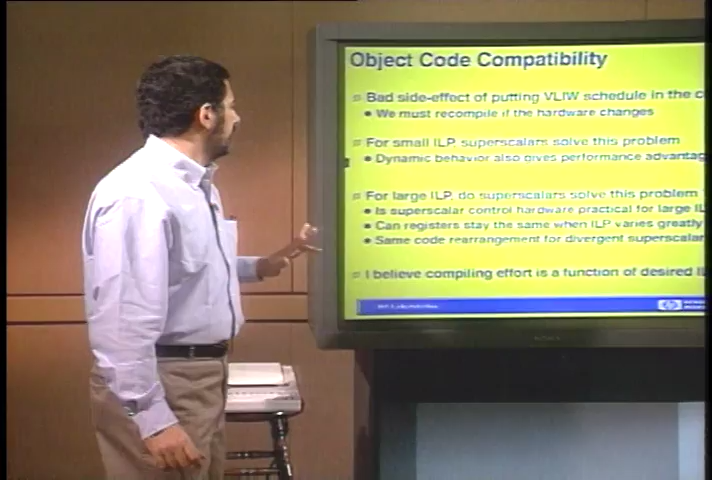 Object Code Compatibility
Bad side-effect of putting VLIW schedule in the
We must recompile if the hardware changes
For small ILP, superscalars solve this problem
Dynamic behavior also gives performance advantag
For large ILP, do superscalars solve this problem
Is superscalar control hardware practical for large
Can registers stay the same when ILP varies greatly
Same code rearrangement for divergent superscalar
I believe compiling effort is a function of desired
hp